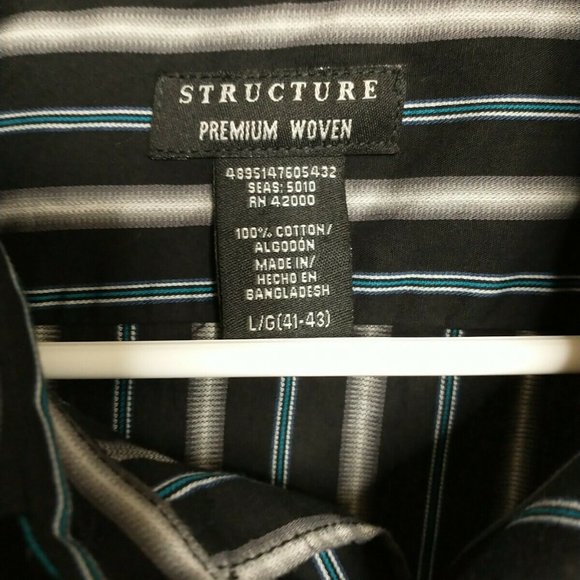 STRUCTURE
PREMIUM WOVEN
4895147605432
SEAS: 5010
RN 42000
100% COTTON/
ALGODÓN
MADE IN/
HECHO EN
BANGLADESH
L/G(41-43)